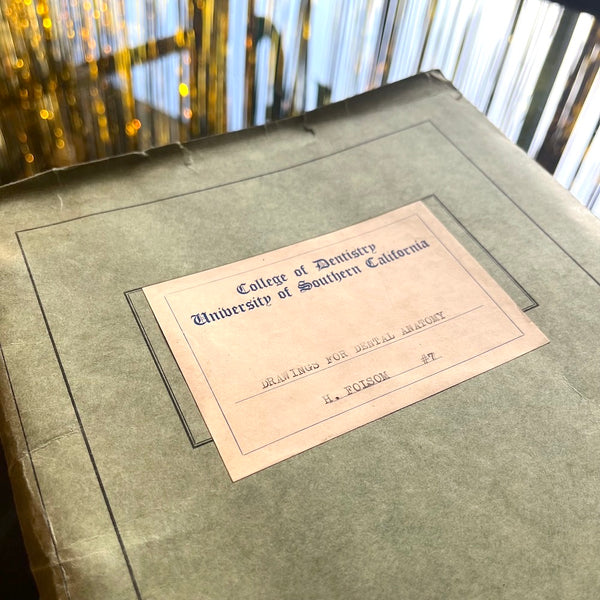 College of Dentistry
University of Southern California
DRAWINGS FOR DENTAL ANATOMY
H. FOLSOM #7